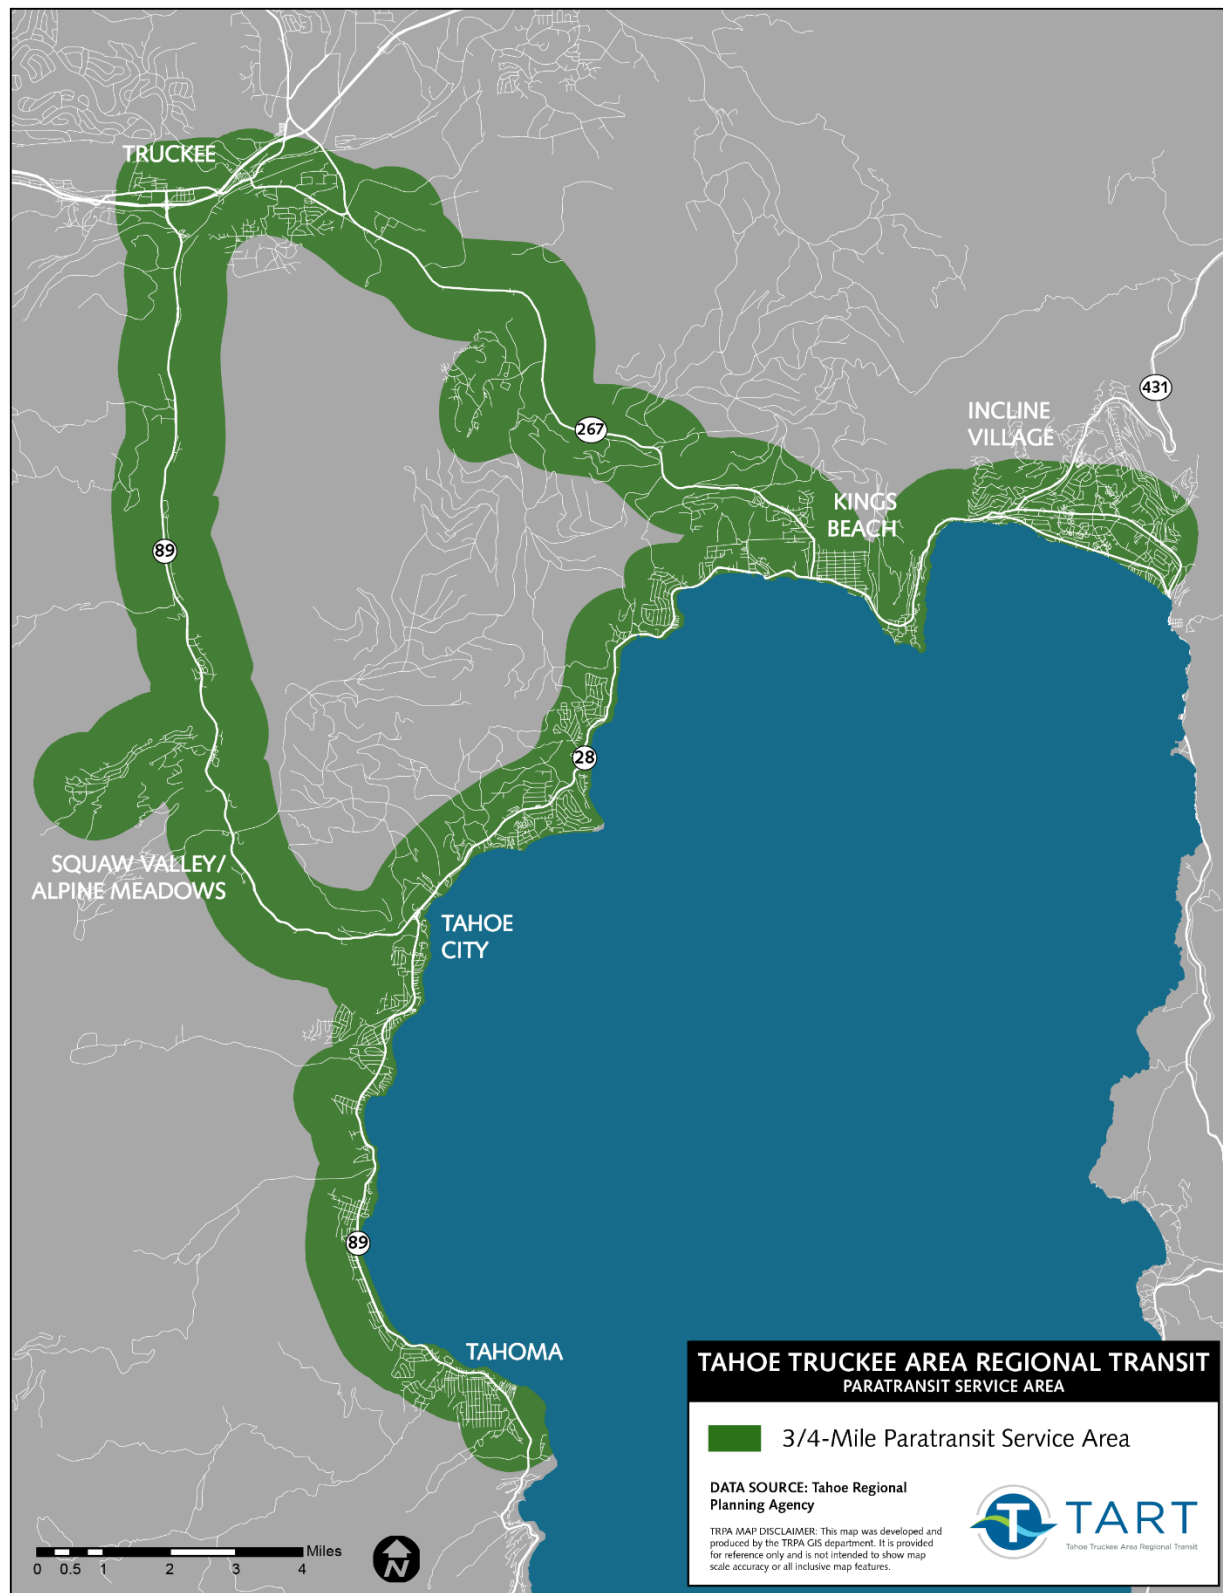 TRUCKEE
431
INCLINE
VILLAGE
267
KINGS
BEACH
89
28
SQUAW VALLEY/
ALPINE MEADOWS
TAHOE
CITY
89
TAHOMA
TAHOE TRUCKEE AREA REGIONAL TRANSIT
PARATRANSIT SERVICE AREA
3/4-Mile Paratransit Service Area
DATA SOURCE: Tahoe Regional
Planning Agency
TRPA MAP DISCLAIMER: This map was developed and
produced by the TRPA GIS department. It is provided
for reference only and is not intended to show map
scale accuracy or all inclusive map features.
T
TART
Tahoe Truckee Area Regional Transit
Miles
0 0.5 1 2 3 4
N